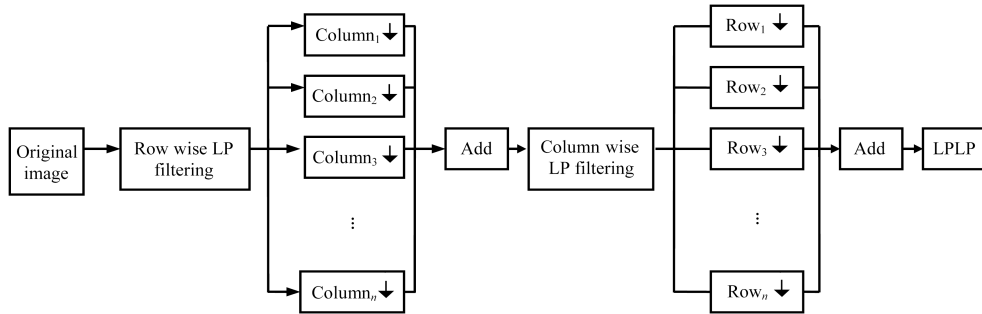 Original
image
Row wise LP
filtering
Column₁ ↓
Column₂ ↓
Column₃ ↓
⋮
Columnₙ ↓
Add
Column wise
LP filtering
Row₁ ↓
Row₂ ↓
Row₃ ↓
⋮
Rowₙ ↓
Add
LPLP